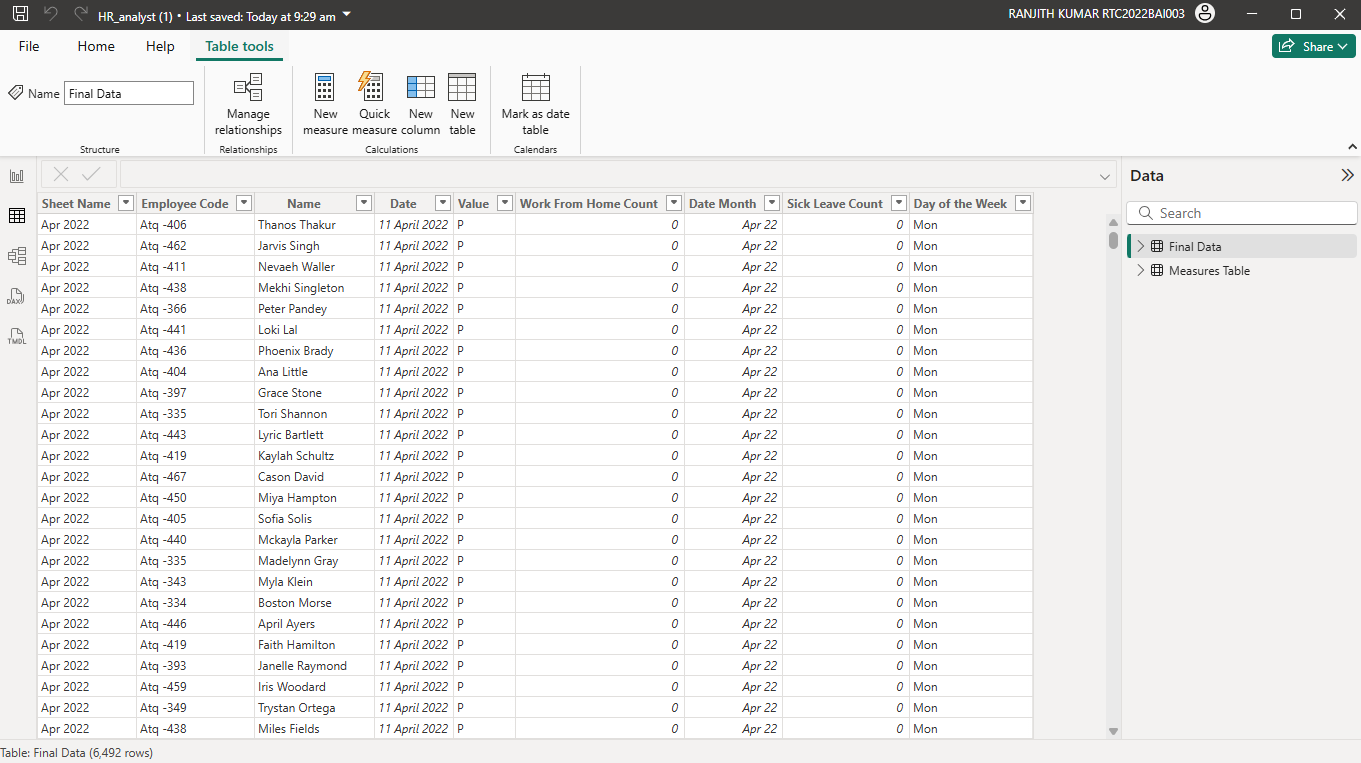 HR_analyst (1) • Last saved: Today at 9:29 am
RANJITH KUMAR RTC2022BAI003
File Home Help Table tools
Share
Name Final Data
Structure
Manage relationships
Relationships
New measure
Quick measure
New column
New table
Calculations
Mark as date table
Calendars
DAX
TMDL
Sheet Name Employee Code Name Date Value Work From Home Count Date Month Sick Leave Count Day of the Week
Apr 2022 Atq -406 Thanos Thakur 11 April 2022 P 0 Apr 22 0 Mon
Apr 2022 Atq -462 Jarvis Singh 11 April 2022 P 0 Apr 22 0 Mon
Apr 2022 Atq -411 Nevaeh Waller 11 April 2022 P 0 Apr 22 0 Mon
Apr 2022 Atq -438 Mekhi Singleton 11 April 2022 P 0 Apr 22 0 Mon
Apr 2022 Atq -366 Peter Pandey 11 April 2022 P 0 Apr 22 0 Mon
Apr 2022 Atq -441 Loki Lal 11 April 2022 P 0 Apr 22 0 Mon
Apr 2022 Atq -436 Phoenix Brady 11 April 2022 P 0 Apr 22 0 Mon
Apr 2022 Atq -404 Ana Little 11 April 2022 P 0 Apr 22 0 Mon
Apr 2022 Atq -397 Grace Stone 11 April 2022 P 0 Apr 22 0 Mon
Apr 2022 Atq -335 Tori Shannon 11 April 2022 P 0 Apr 22 0 Mon
Apr 2022 Atq -443 Lyric Bartlett 11 April 2022 P 0 Apr 22 0 Mon
Apr 2022 Atq -419 Kaylah Schultz 11 April 2022 P 0 Apr 22 0 Mon
Apr 2022 Atq -467 Cason David 11 April 2022 P 0 Apr 22 0 Mon
Apr 2022 Atq -450 Miya Hampton 11 April 2022 P 0 Apr 22 0 Mon
Apr 2022 Atq -405 Sofia Solis 11 April 2022 P 0 Apr 22 0 Mon
Apr 2022 Atq -440 Mckayla Parker 11 April 2022 P 0 Apr 22 0 Mon
Apr 2022 Atq -335 Madelynn Gray 11 April 2022 P 0 Apr 22 0 Mon
Apr 2022 Atq -343 Myla Klein 11 April 2022 P 0 Apr 22 0 Mon
Apr 2022 Atq -334 Boston Morse 11 April 2022 P 0 Apr 22 0 Mon
Apr 2022 Atq -446 April Ayers 11 April 2022 P 0 Apr 22 0 Mon
Apr 2022 Atq -419 Faith Hamilton 11 April 2022 P 0 Apr 22 0 Mon
Apr 2022 Atq -393 Janelle Raymond 11 April 2022 P 0 Apr 22 0 Mon
Apr 2022 Atq -459 Iris Woodard 11 April 2022 P 0 Apr 22 0 Mon
Apr 2022 Atq -349 Trystan Ortega 11 April 2022 P 0 Apr 22 0 Mon
Apr 2022 Atq -438 Miles Fields 11 April 2022 P 0 Apr 22 0 Mon
Data
Search
Final Data
Measures Table
Table: Final Data (6,492 rows)